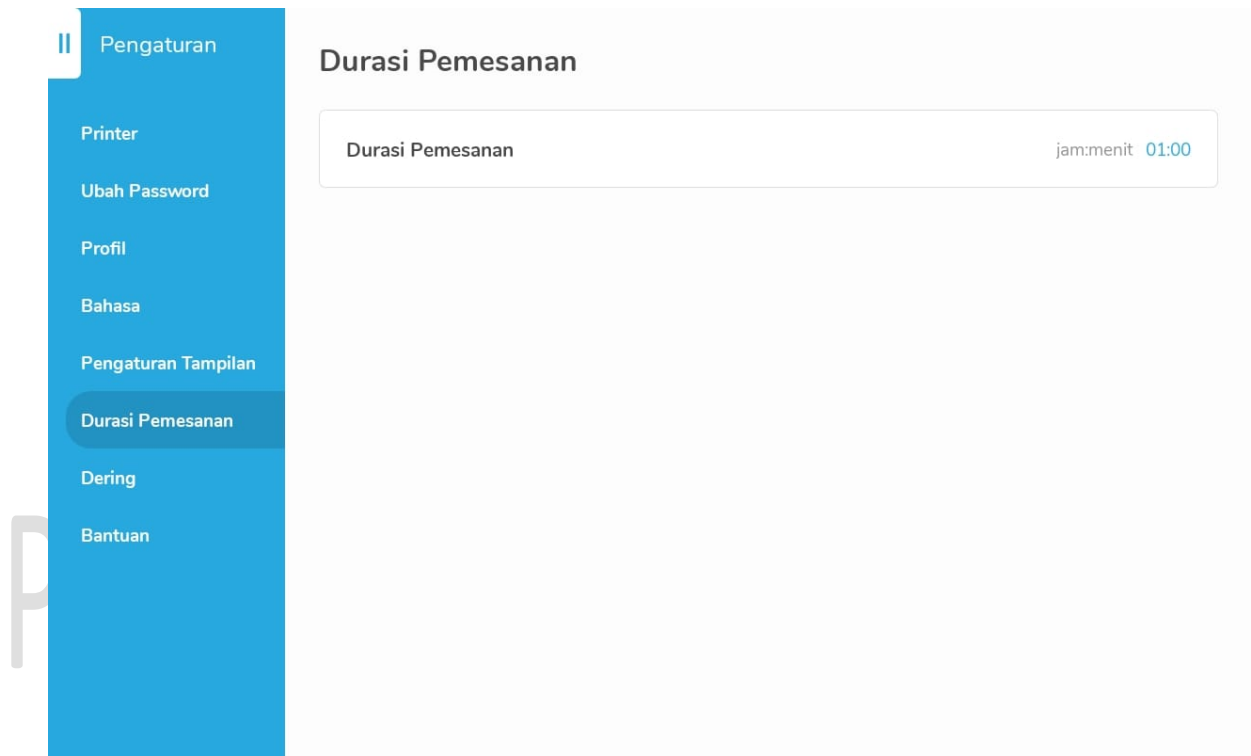 Pengaturan
Printer
Ubah Password
Profil
Bahasa
Pengaturan Tampilan
Durasi Pemesanan
Dering
Bantuan
Durasi Pemesanan
Durasi Pemesanan jam:menit 01:00
P